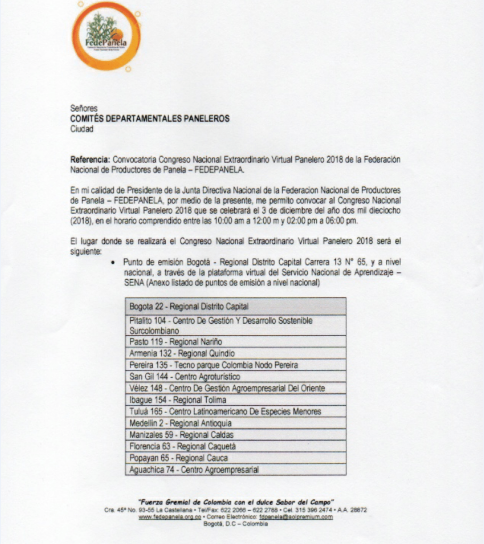 FedePanela
Señores
COMITÉS DEPARTAMENTALES PANELEROS
Ciudad
Referencia: Convocatoria Congreso Nacional Extraordinario Virtual Panelero 2018 de la Federación
Nacional de Productores de Panela – FEDEPANELA.
En mi calidad de Presidente de la Junta Directiva Nacional de la Federacion Nacional de Productores
de Panela – FEDEPANELA, por medio de la presente, me permito convocar al Congreso Nacional
Extraordinario Virtual Panelero 2018 que se celebrará el 3 de diciembre del año dos mil dieciocho
(2018), en el horario comprendido entre las 10:00 am a 12:00 m y 02:00 pm a 06:00 pm.
El lugar donde se realizará el Congreso Nacional Extraordinario Virtual Panelero 2018 será el
siguiente:
• Punto de emisión Bogotá - Regional Distrito Capital Carrera 13 N° 65, y a nivel
nacional, a través de la plataforma virtual del Servicio Nacional de Aprendizaje –
SENA (Anexo listado de puntos de emisión a nivel nacional)
Bogota 22 - Regional Distrito Capital
Pitalito 104 - Centro De Gestión Y Desarrollo Sostenible
Surcolombiano
Pasto 119 - Regional Nariño
Armenia 132 - Regional Quindío
Pereira 135 - Tecno parque Colombia Nodo Pereira
San Gil 144 - Centro Agroturístico
Vélez 148 - Centro De Gestión Agroempresarial Del Oriente
Ibague 154 - Regional Tolima
Tuluá 165 - Centro Latinoamericano De Especies Menores
Medellín 2 - Regional Antioquia
Manizales 59 - Regional Caldas
Florencia 63 - Regional Caquetá
Popayan 65 - Regional Cauca
Aguachica 74 - Centro Agroempresarial
"Fuerza Gremial de Colombia con el dulce Sabor del Campo"
Cra. 45ª No. 93-55 La Castellana • Tel/Fax: 622 2066 – 622 2788 • Cel. 315 396 2474 • A.A. 28872
www.fedepanela.org.co • Correo Electrónico: fdpanela@solpremium.com
Bogotá, D.C – Colombia